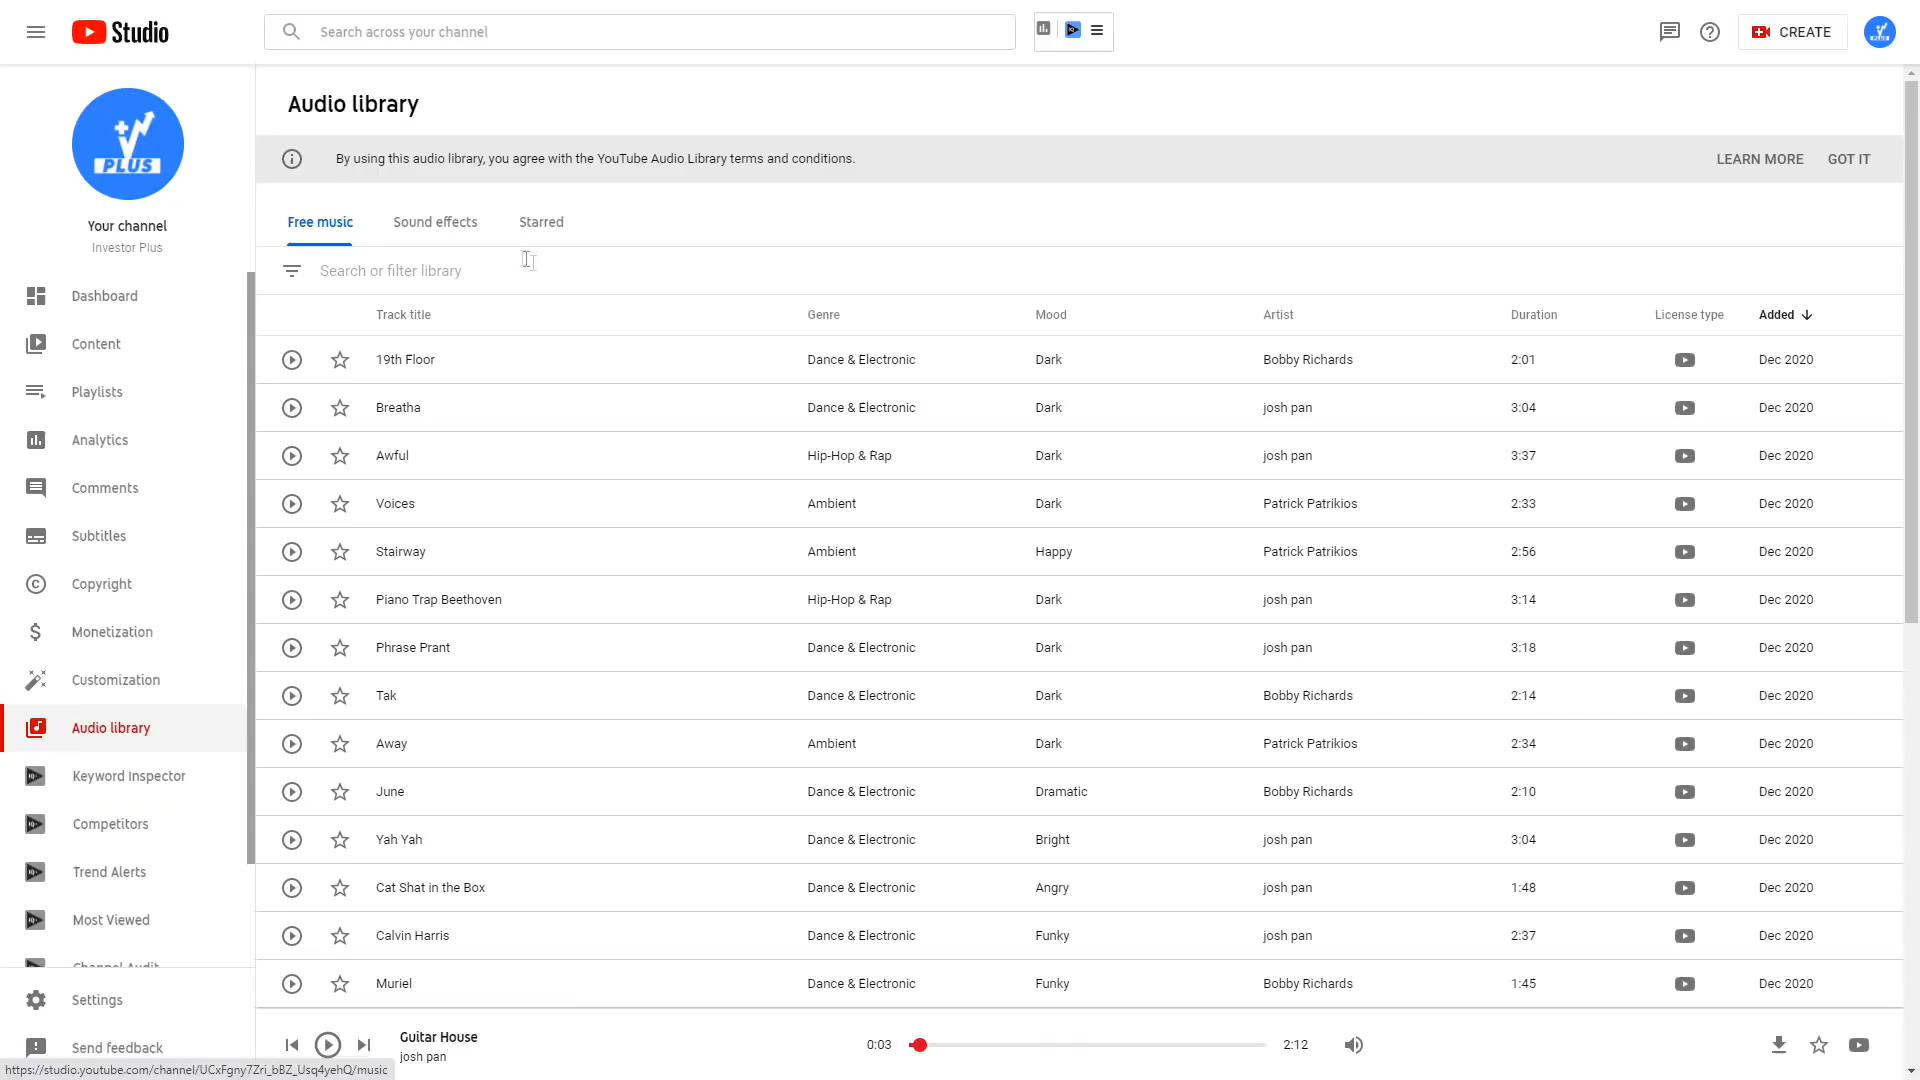 Studio
Search across your channel
CREATE
PLUS
Your channel
Investor Plus
Dashboard
Content
Playlists
Analytics
Comments
Subtitles
Copyright
Monetization
Customization
Audio library
Keyword Inspector
Competitors
Trend Alerts
Most Viewed
Channel Audit
Settings
Send feedback
Audio library
By using this audio library, you agree with the YouTube Audio Library terms and conditions.
LEARN MORE GOT IT
Free music Sound effects Starred
Search or filter library
Track title Genre Mood Artist Duration License type Added
19th Floor Dance & Electronic Dark Bobby Richards 2:01 Dec 2020
Breatha Dance & Electronic Dark josh pan 3:04 Dec 2020
Awful Hip-Hop & Rap Dark josh pan 3:37 Dec 2020
Voices Ambient Dark Patrick Patrikios 2:33 Dec 2020
Stairway Ambient Happy Patrick Patrikios 2:56 Dec 2020
Piano Trap Beethoven Hip-Hop & Rap Dark josh pan 3:14 Dec 2020
Phrase Prant Dance & Electronic Dark josh pan 3:18 Dec 2020
Tak Dance & Electronic Dark Bobby Richards 2:14 Dec 2020
Away Ambient Dark Patrick Patrikios 2:34 Dec 2020
June Dance & Electronic Dramatic Bobby Richards 2:10 Dec 2020
Yah Yah Dance & Electronic Bright josh pan 3:04 Dec 2020
Cat Shat in the Box Dance & Electronic Angry josh pan 1:48 Dec 2020
Calvin Harris Dance & Electronic Funky josh pan 2:37 Dec 2020
Muriel Dance & Electronic Funky Bobby Richards 1:45 Dec 2020
Guitar House
josh pan
0:03 2:12
https://studio.youtube.com/channel/UCxFgny7Zri_bBZ_Usq4yehQ/music